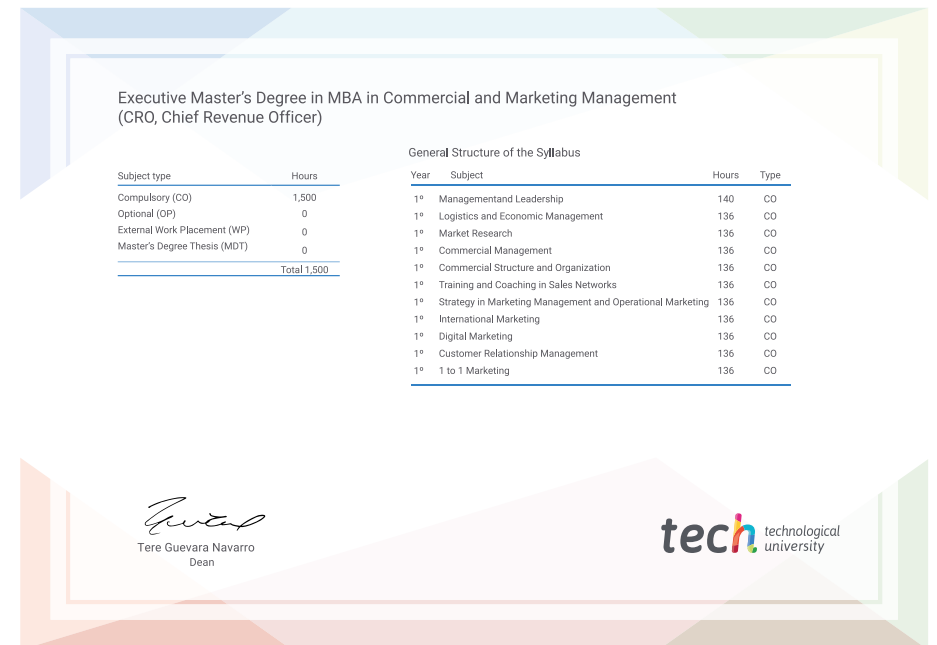 Executive Master's Degree in MBA in Commercial and Marketing Management
(CRO, Chief Revenue Officer)
Subject type Hours
Compulsory (CO) 1,500
Optional (OP) 0
External Work Placement (WP) 0
Master's Degree Thesis (MDT) 0
Total 1,500
General Structure of the Syllabus
Year Subject Hours Type
1º Managementand Leadership 140 CO
1º Logistics and Economic Management 136 CO
1º Market Research 136 CO
1º Commercial Management 136 CO
1º Commercial Structure and Organization 136 CO
1º Training and Coaching in Sales Networks 136 CO
1º Strategy in Marketing Management and Operational Marketing 136 CO
1º International Marketing 136 CO
1º Digital Marketing 136 CO
1º Customer Relationship Management 136 CO
1º 1 to 1 Marketing 136 CO
Tere Guevara Navarro
Dean
tech technological
university